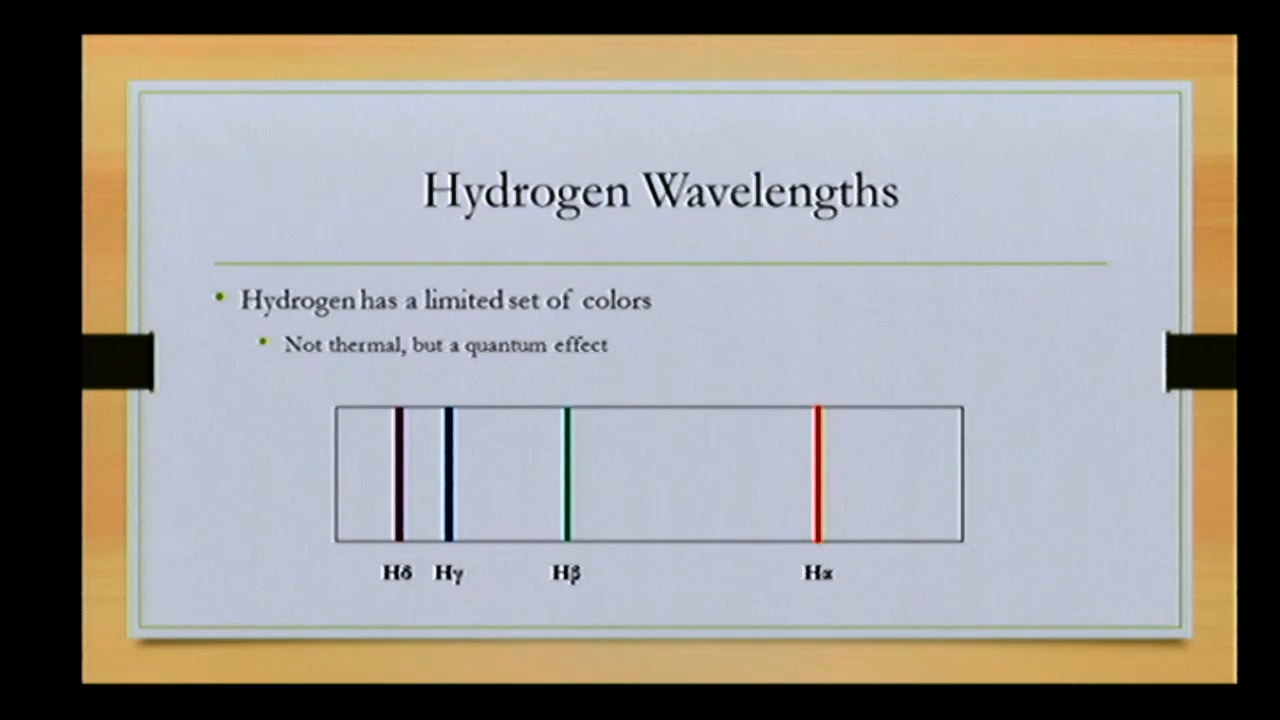 Hydrogen Wavelengths
• Hydrogen has a limited set of colors
• Not thermal, but a quantum effect
Hδ Hγ Hβ Hα